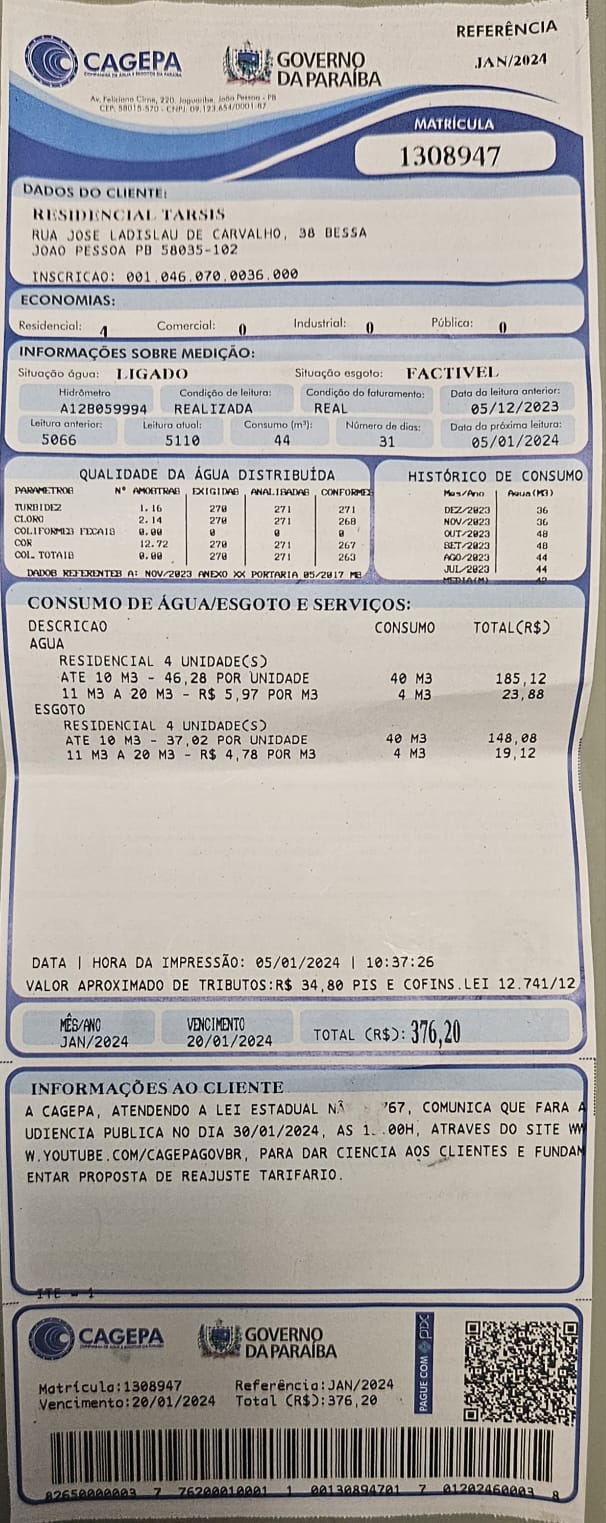 REFERÊNCIA
CAGEPA
GOVERNO
DA PARAÍBA
JAN/2024
Av. Feliciano Cirne, 220, Jaguaribe, João Pessoa - PB
CEP: 58015-570 - CNPJ: 09.123.654/0001-87
MATRÍCULA
1308947
DADOS DO CLIENTE:
RESIDENCIAL TARSIS
RUA JOSE LADISLAU DE CARVALHO, 38 BESSA
JOAO PESSOA PB 58035-102
INSCRICAO: 001.046.070.0036.000
ECONOMIAS:
Residencial: 4 Comercial: 0 Industrial: 0 Pública: 0
INFORMAÇÕES SOBRE MEDIÇÃO:
Situação água: LIGADO Situação esgoto: FACTIVEL
Hidrômetro Condição de leitura: Condição do faturamento: Data da leitura anterior:
A12B059994 REALIZADA REAL 05/12/2023
Leitura anterior: Leitura atual: Consumo (m³): Número de dias: Data da próxima leitura:
5066 5110 44 31 05/01/2024
QUALIDADE DA ÁGUA DISTRIBUÍDA
PARAMETROS Nº AMOSTRAS EXIGIDAS ANALISADAS CONFORMES
TURBIDEZ 1.16 270 271 271
CLORO 2.14 270 271 268
COLIFORMES FECAIS 0.00 0 0 0
COR 12.72 270 271 267
COL. TOTAIS 0.00 270 271 263
DADOS REFERENTES A: NOV/2023 ANEXO XX PORTARIA 05/2017 MS
HISTÓRICO DE CONSUMO
Mes/Ano Agua(M3)
DEZ/2023 36
NOV/2023 36
OUT/2023 48
SET/2023 48
AGO/2023 44
JUL/2023 44
MEDIA(M)
CONSUMO DE ÁGUA/ESGOTO E SERVIÇOS:
DESCRICAO CONSUMO TOTAL(R$)
AGUA
RESIDENCIAL 4 UNIDADE(S)
ATE 10 M3 - 46,28 POR UNIDADE 40 M3 185,12
11 M3 A 20 M3 - R$ 5,97 POR M3 4 M3 23,88
ESGOTO
RESIDENCIAL 4 UNIDADE(S)
ATE 10 M3 - 37,02 POR UNIDADE 40 M3 148,08
11 M3 A 20 M3 - R$ 4,78 POR M3 4 M3 19,12
DATA | HORA DA IMPRESSÃO: 05/01/2024 | 10:37:26
VALOR APROXIMADO DE TRIBUTOS:R$ 34,80 PIS E COFINS.LEI 12.741/12
MÊS/ANO VENCIMENTO TOTAL (R$): 376,20
JAN/2024 20/01/2024
INFORMAÇÕES AO CLIENTE
A CAGEPA, ATENDENDO A LEI ESTADUAL 767, COMUNICA QUE FARA A
UDIENCIA PUBLICA NO DIA 30/01/2024, AS 00H, ATRAVES DO SITE WW
W.YOUTUBE.COM/CAGEPAGOVBR, PARA DAR CIENCIA AOS CLIENTES E FUNDAM
ENTAR PROPOSTA DE REAJUSTE TARIFARIO.
ITE - 1
CAGEPA
GOVERNO
DA PARAÍBA
PAGUE COM pix
Matrícula:1308947 Referência:JAN/2024
Vencimento:20/01/2024 Total (R$):376,20
82650000003 7 76200010001 1 00130894701 7 01202460003 8